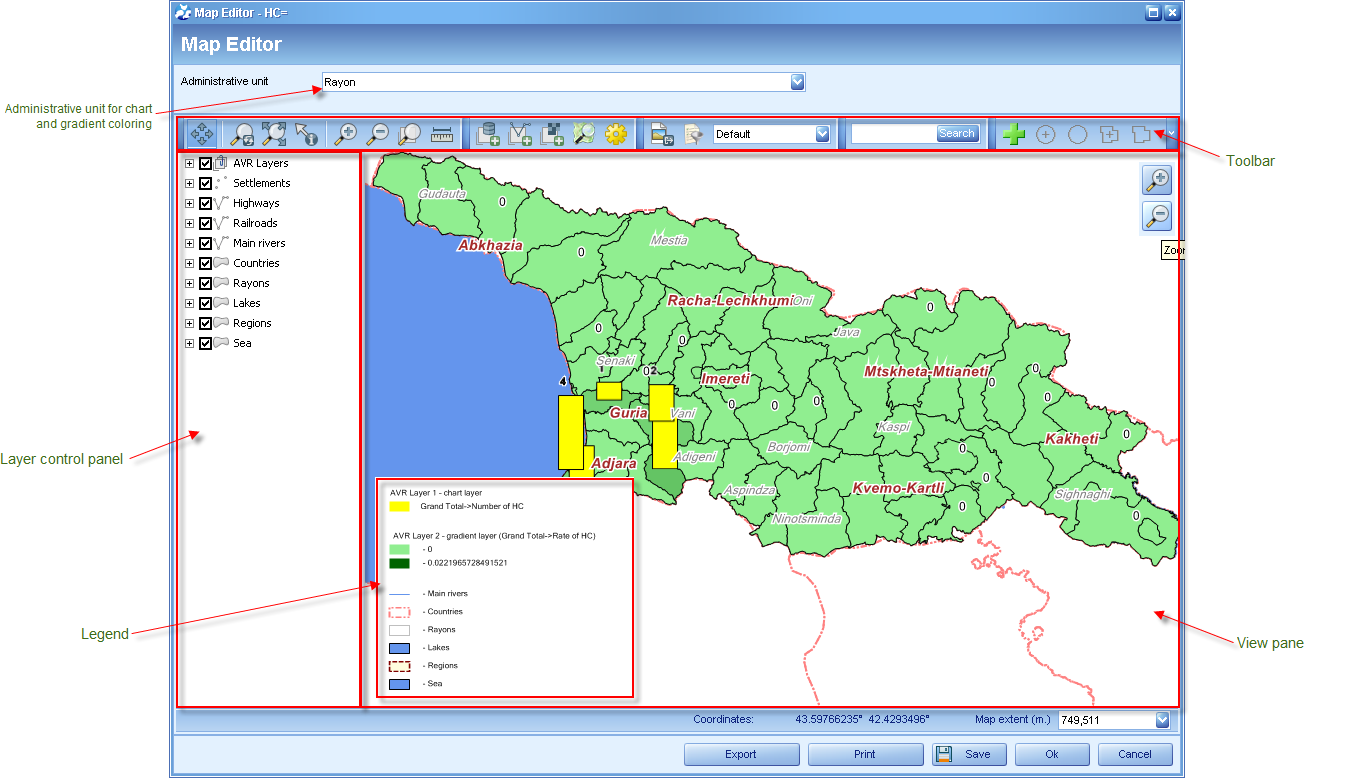 Map Editor - HC=
Map Editor
Administrative unit
Rayon
Administrative unit for chart
and gradient coloring
Default
Search
Toolbar
AVR Layers
Settlements
Highways
Railroads
Main rivers
Countries
Rayons
Lakes
Regions
Sea
Layer control panel
Zoor
Gudauta
0
Abkhazia
0
Mestia
Racha-Lechkhumi
Oni
0
0
Java
0
Senaki
1
0
2
4
Imereti
Mtskheta-Mtianeti
0
0
0
0
0
0
Guria
Vani
Kaspi
Kakheti
0
Adjara
Adigeni
Borjomi
0
0
Aspindza
Kvemo-Kartli
Sighnaghi
0
Ninotsminda
0
AVR Layer 1 - chart layer
Grand Total->Number of HC
AVR Layer 2 - gradient layer (Grand Total->Rate of HC)
- 0
- 0.0221965728491521
- Main rivers
- Countries
- Rayons
- Lakes
- Regions
- Sea
Legend
View pane
Coordinates: 43.59766235° 42.4293496° Map extent (m.) 749,511
Export Print Save Ok Cancel